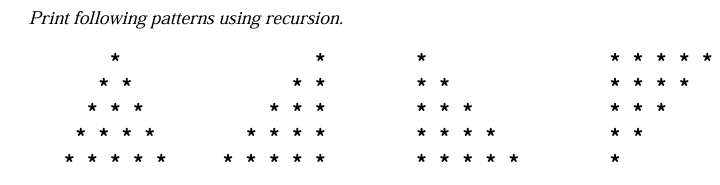 Print following patterns using recursion.
* * * * * * *
* * * * * * * * * *
* * * * * * * * * * * *
* * * * * * * * * * * * * *
* * * * * * * * * * * * * * * *